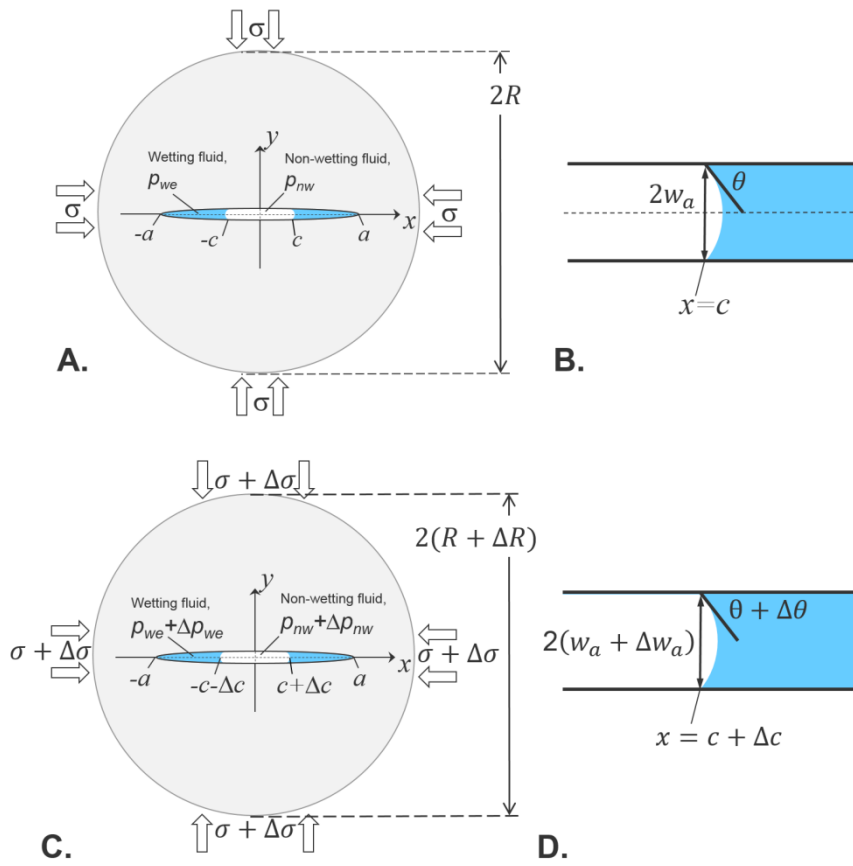 σ
2R
y
Wetting fluid,
Non-wetting fluid,
p_we
p_nw
σ
σ
x
-a
-c
c
a
σ
A.
2w_a
θ
x=c
B.
σ + Δσ
2(R + ΔR)
y
Wetting fluid,
Non-wetting fluid,
p_we+Δp_we
p_nw+Δp_nw
σ + Δσ
x
σ + Δσ
-a
-c-Δc
c+Δc
a
σ + Δσ
C.
θ + Δθ
2(w_a + Δw_a)
x = c + Δc
D.